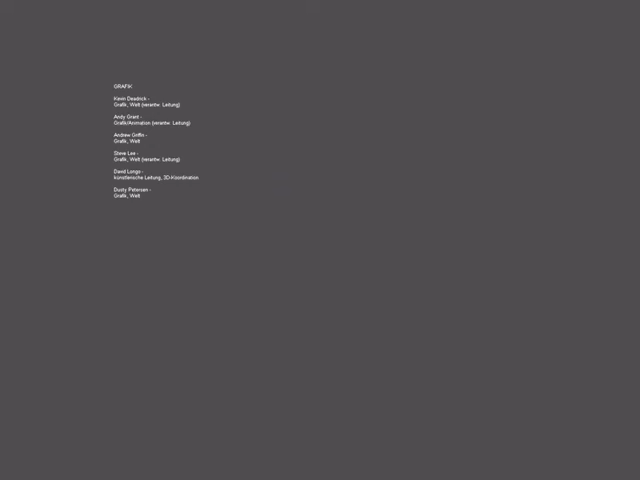 GRAFIK
Kevin Deadrick -
Grafik, Welt (verantw. Leitung)
Andy Grant -
Grafik/Animation (verantw. Leitung)
Andrew Griffin -
Grafik, Welt
Steve Lee -
Grafik, Welt (verantw. Leitung)
David Longo -
künstlerische Leitung, 3D-Koordination
Dusty Peterson -
Grafik, Welt